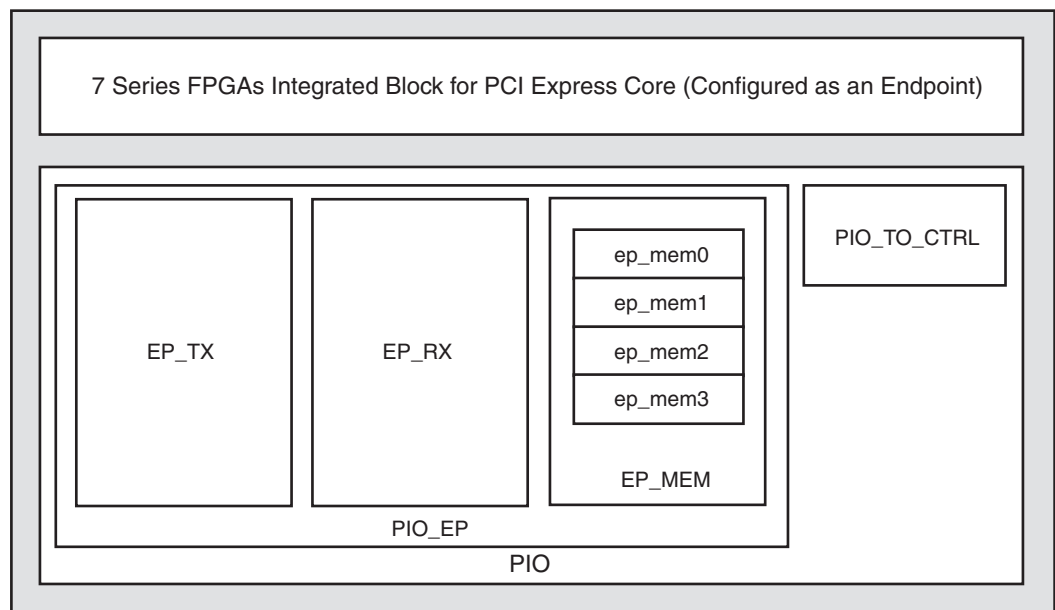 7 Series FPGAs Integrated Block for PCI Express Core (Configured as an Endpoint)
EP_TX
EP_RX
ep_mem0
ep_mem1
ep_mem2
ep_mem3
EP_MEM
PIO_TO_CTRL
PIO_EP
PIO